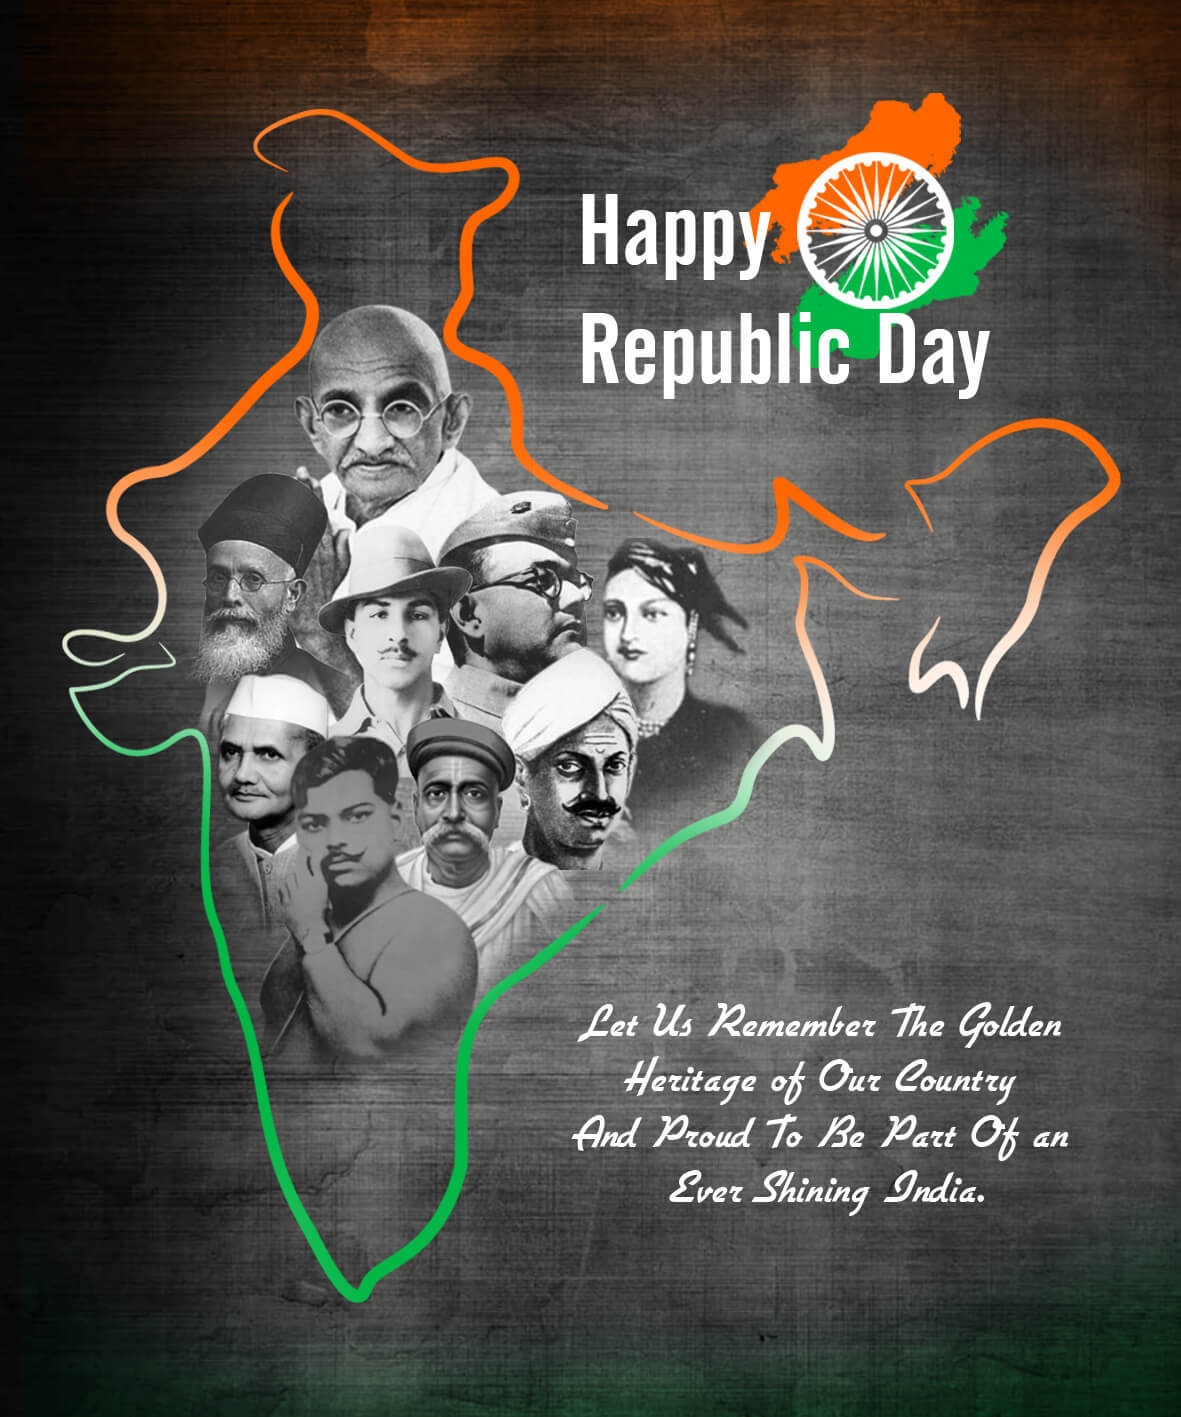 Happy
Republic Day
Let Us Remember The Golden
Heritage of Our Country
And Proud To Be Part Of an
Ever Shining India.